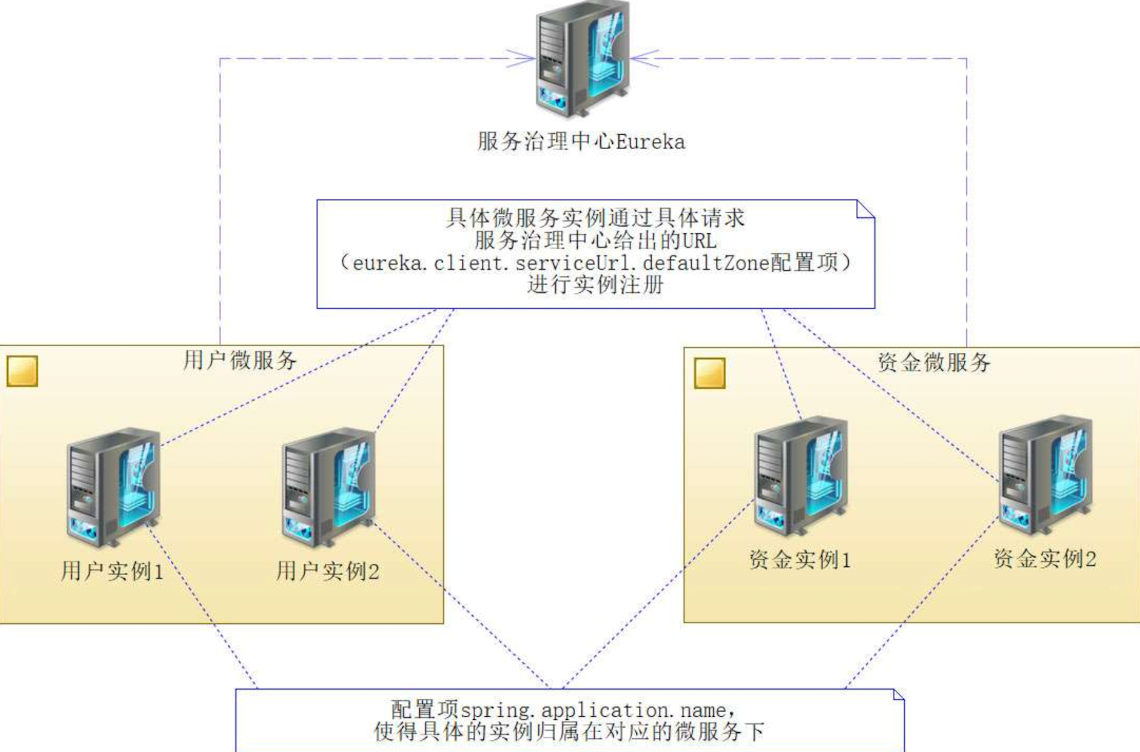 服务治理中心Eureka
具体微服务实例通过具体请求
服务治理中心给出的URL
（eureka.client.serviceUrl.defaultZone配置项）
进行实例注册
用户微服务
资金微服务
用户实例1
用户实例2
资金实例1
资金实例2
配置项spring.application.name，
使得具体的实例归属在对应的微服务下